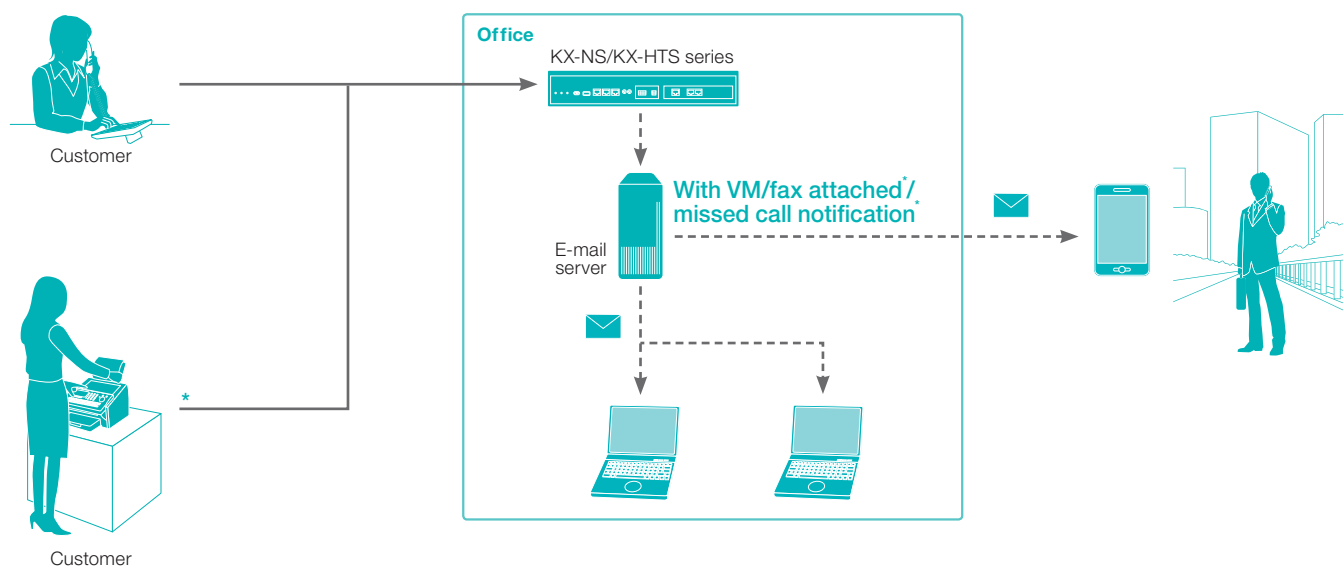 Office
KX-NS/KX-HTS series
Customer
With VM/fax attached*/
missed call notification*
E-mail
server
*
Customer